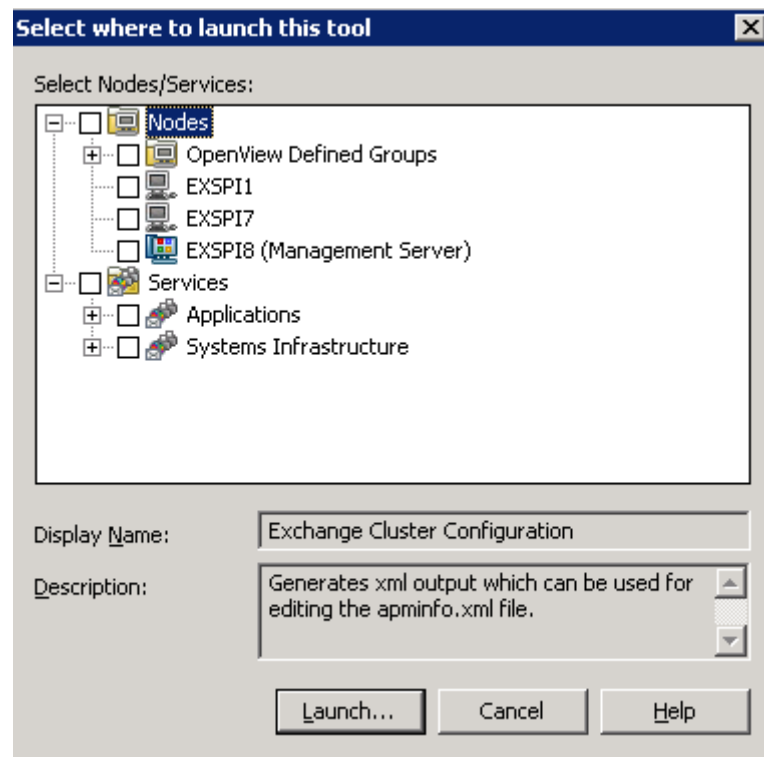 Select where to launch this tool
Select Nodes/Services:
Nodes
OpenView Defined Groups
EXSPI1
EXSPI7
EXSPI8 (Management Server)
Services
Applications
Systems Infrastructure
Display Name:
Exchange Cluster Configuration
Description:
Generates xml output which can be used for
editing the apminfo.xml file.
Launch...
Cancel
Help